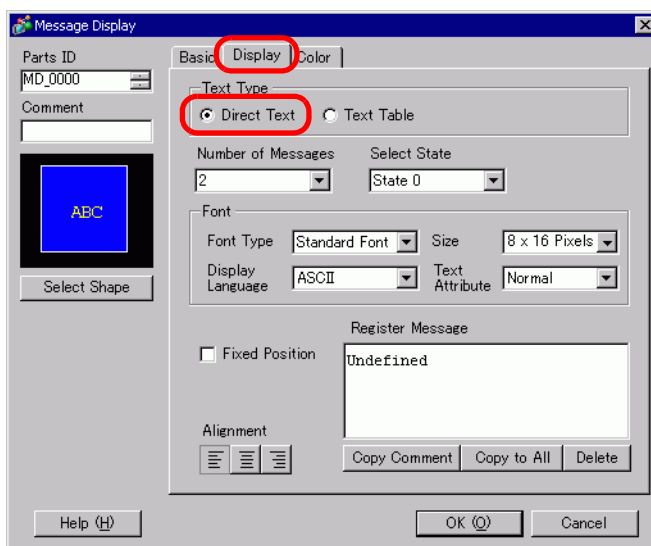 Message Display
Parts ID
MD_0000
Comment
ABC
Select Shape
Basic Display Color
Text Type
Direct Text Text Table
Number of Messages Select State
2 State 0
Font
Font Type Standard Font Size 8 x 16 Pixels
Display Language ASCII Text Attribute Normal
Register Message
Fixed Position
Undefined
Alignment
Copy Comment Copy to All Delete
Help (H) OK (O) Cancel